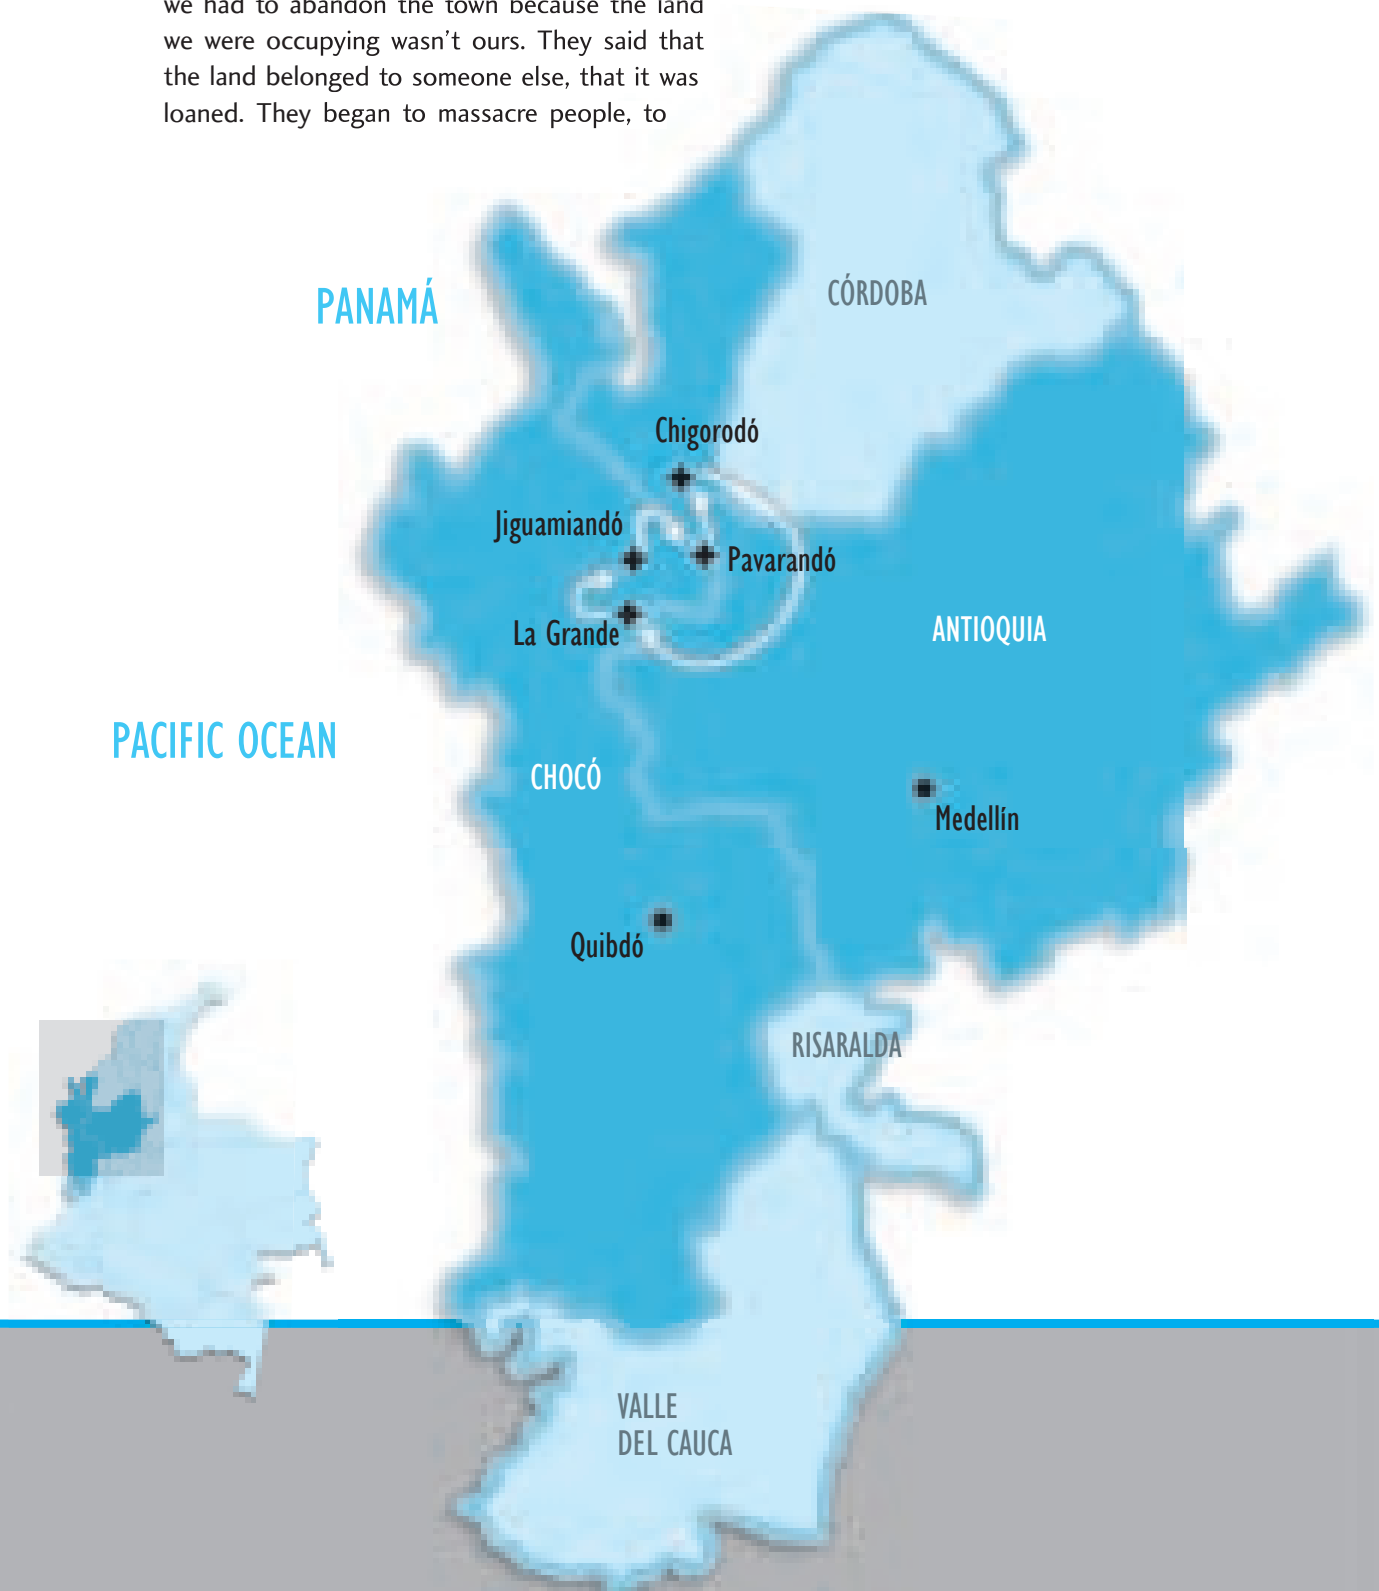 we had to abandon the town because the land
we were occupying wasn't ours. They said that
the land belonged to someone else, that it was
loaned. They began to massacre people, to
PANAMÁ
CÓRDOBA
Chigorodó
Jiguamiandó
Pavarandó
La Grande
ANTIOQUIA
PACIFIC OCEAN
CHOCÓ
Medellín
Quibdó
RISARALDA
VALLE
DEL CAUCA